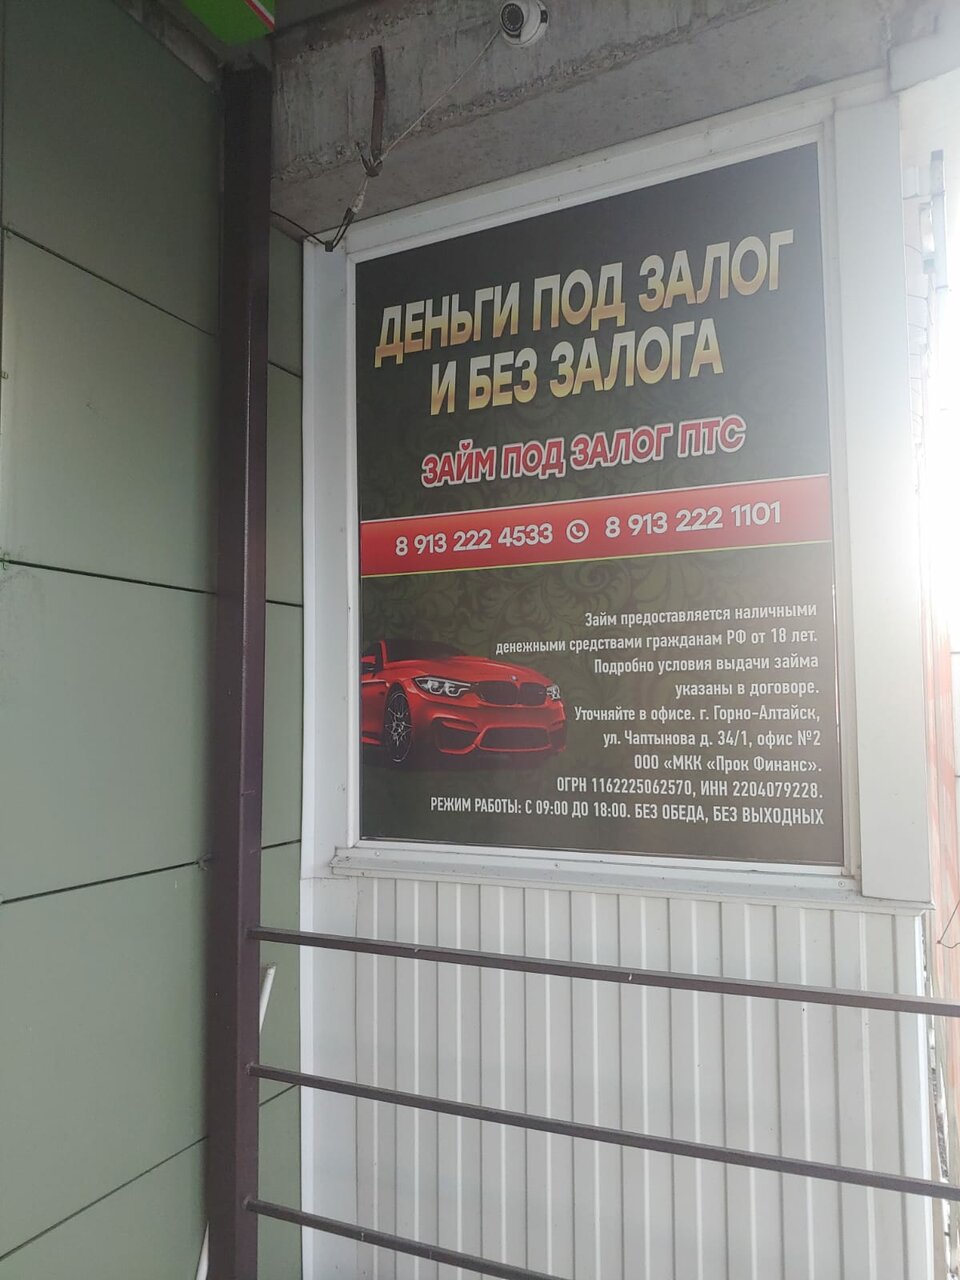 ДЕНЬГИ ПОД ЗАЛОГ
И БЕЗ ЗАЛОГА
ЗАЙМ ПОД ЗАЛОГ ПТС
8 913 222 4533 8 913 222 1101
Займ предоставляется наличными
денежными средствами гражданам РФ от 18 лет.
Подробно условия выдачи займа
указаны в договоре.
Уточняйте в офисе. г. Горно-Алтайск,
ул. Чаптынова д. 34/1, офис №2
ООО «МКК «Прок Финанс».
ОГРН 1162225062570, ИНН 2204079228.
РЕЖИМ РАБОТЫ: С 09:00 ДО 18:00. БЕЗ ОБЕДА, БЕЗ ВЫХОДНЫХ